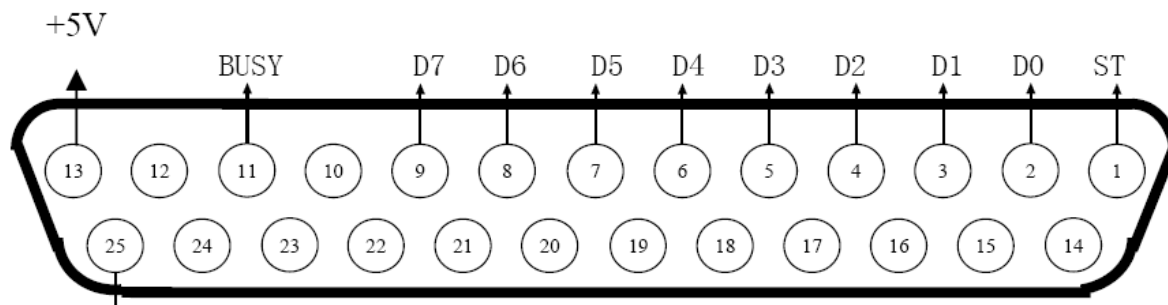 +5V
BUSY D7 D6 D5 D4 D3 D2 D1 D0 ST
13 12 11 10 9 8 7 6 5 4 3 2 1
25 24 23 22 21 20 19 18 17 16 15 14